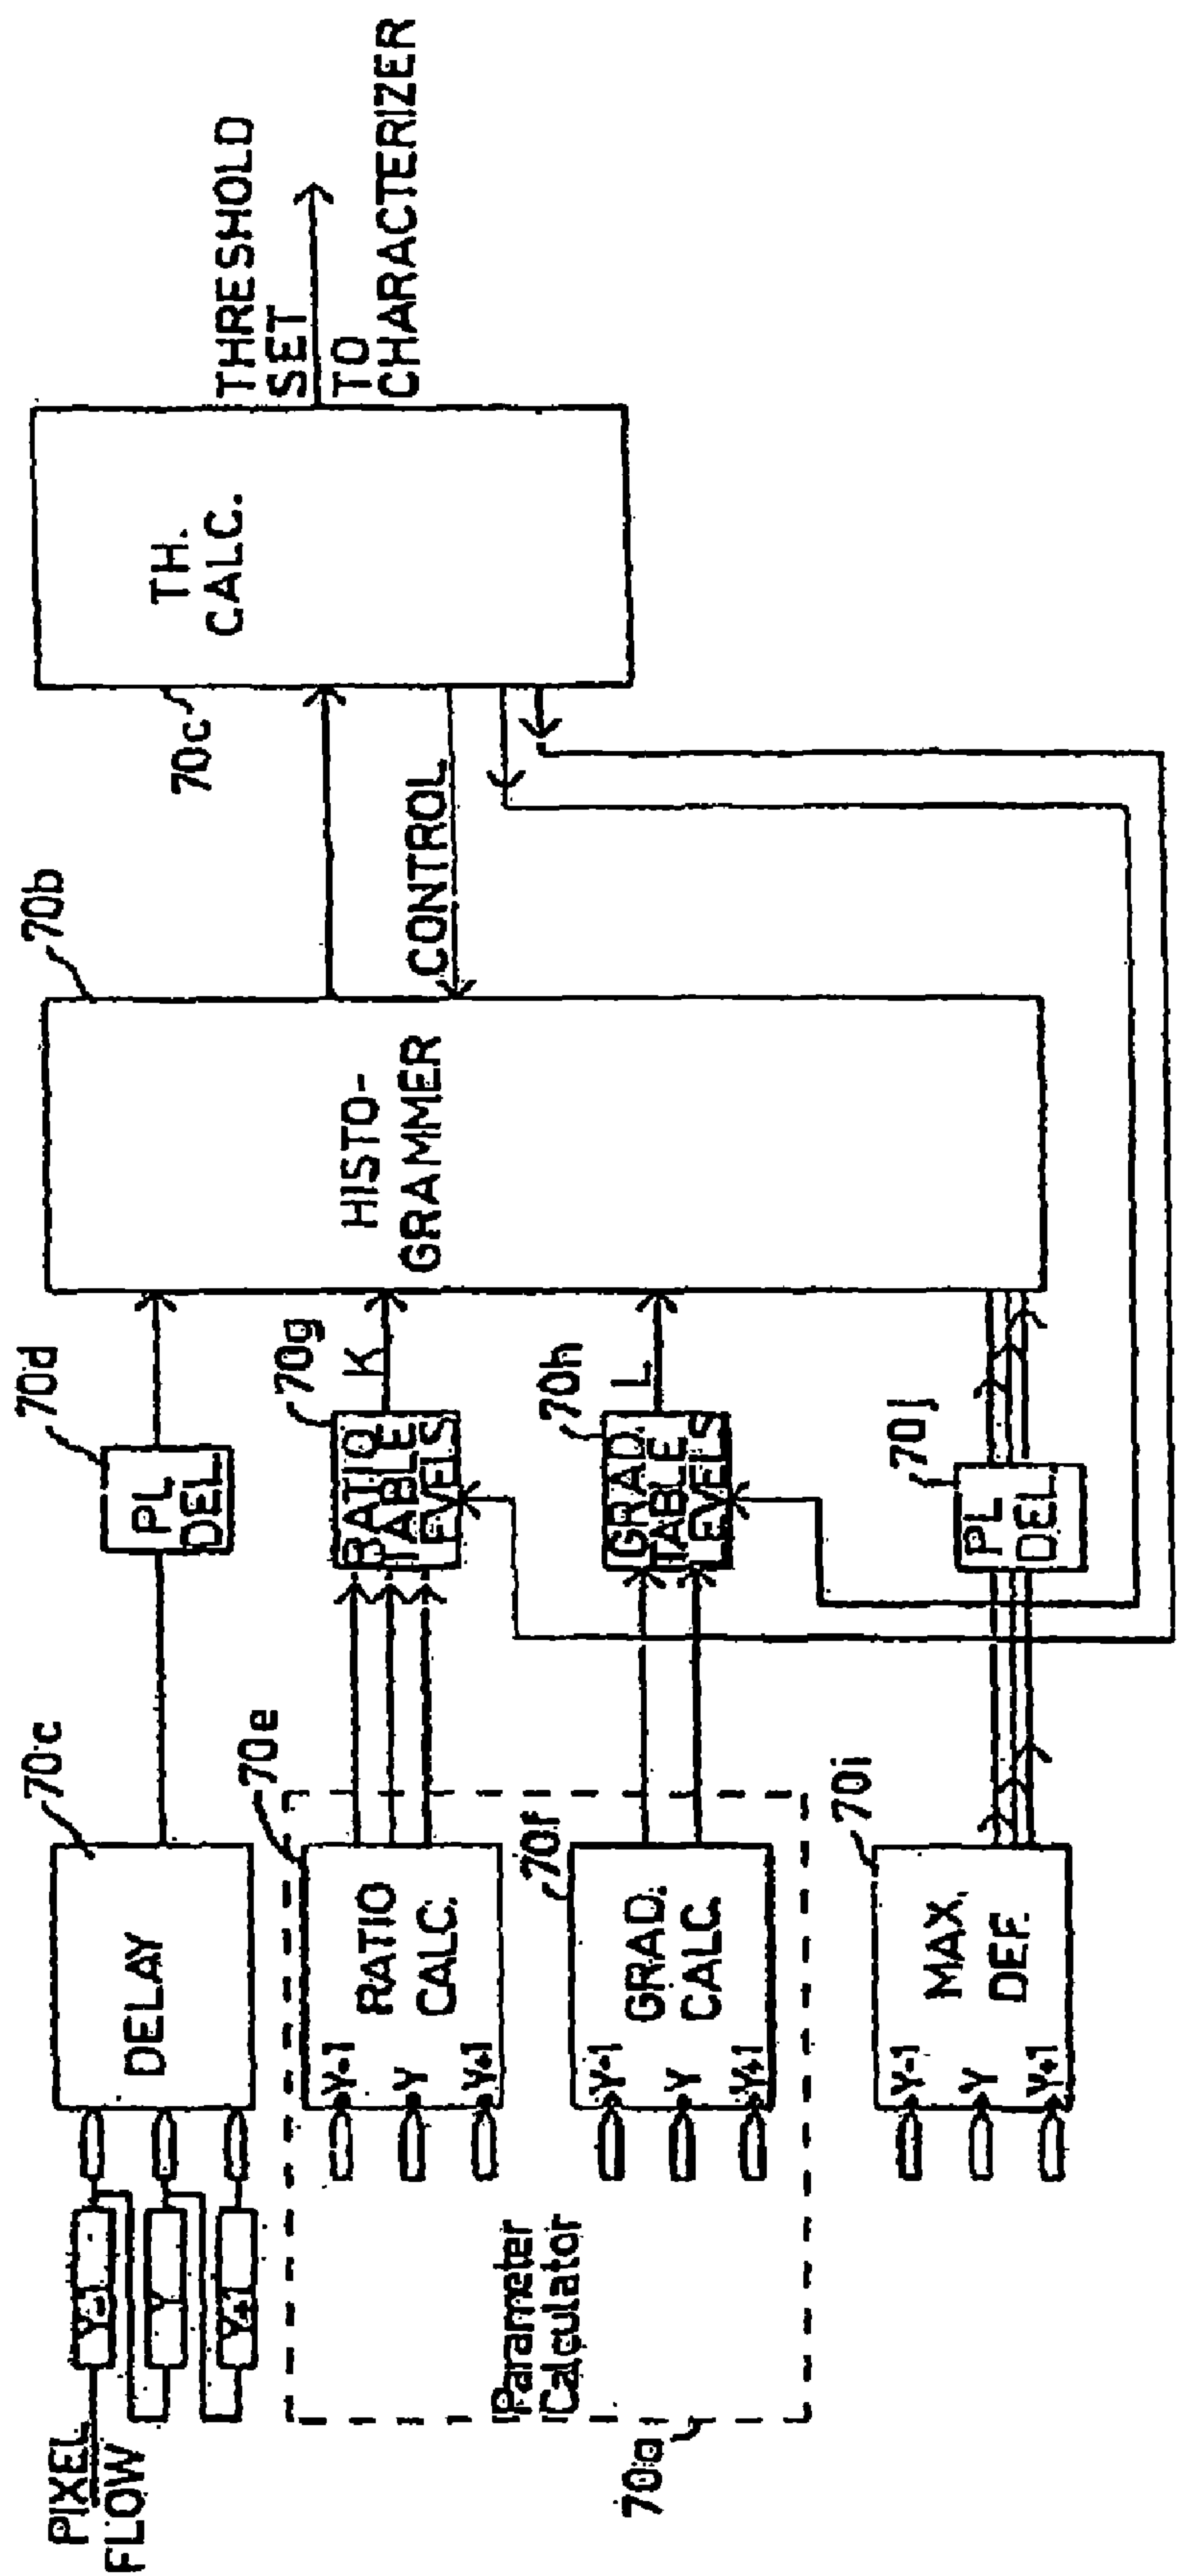 PIXEL
FLOW
Y-1
Y
Y+1
DELAY
70c
PL
DEL
70d
HISTO-
GRAMMER
70b
CONTROL
TH.
CALC.
70c
THRESHOLD
SET
TO
CHARACTERIZER
Parameter
Calculator
70a
Y-1
Y
Y+1
RATIO
CALC.
70e
RATIO
TABLE
LEVELS
70g
K
Y-1
Y
Y+1
GRAD.
CALC.
70f
GRAD.
TABLE
LEVELS
70h
L
Y-1
Y
Y+1
MAX.
DEF.
70i
PL
DEL
70j